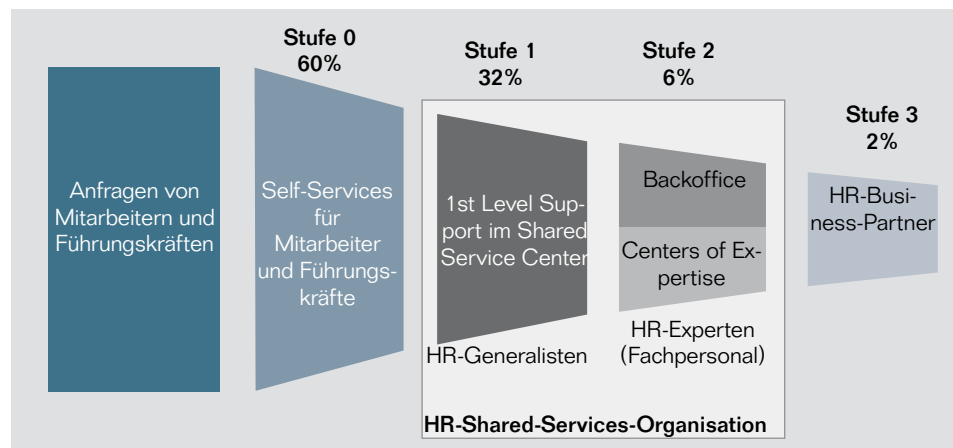 Stufe 0
60%
Stufe 1
32%
Stufe 2
6%
Stufe 3
2%
Anfragen von
Mitarbeitern und
Führungskräften
Self-Services
für
Mitarbeiter
und Führungs-
kräfte
1st Level Sup-
port im Shared
Service Center
HR-Generalisten
Backoffice
Centers of Ex-
pertise
HR-Experten
(Fachpersonal)
HR-Busi-
ness-Partner
HR-Shared-Services-Organisation